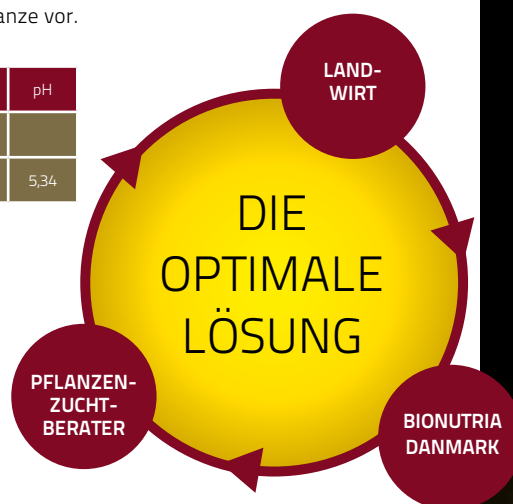 anze vor.
pH
5,34
LAND-
WIRT
DIE
OPTIMALE
LÖSUNG
PFLANZEN-
ZUCHT-
BERATER
BIONUTRIA
DANMARK